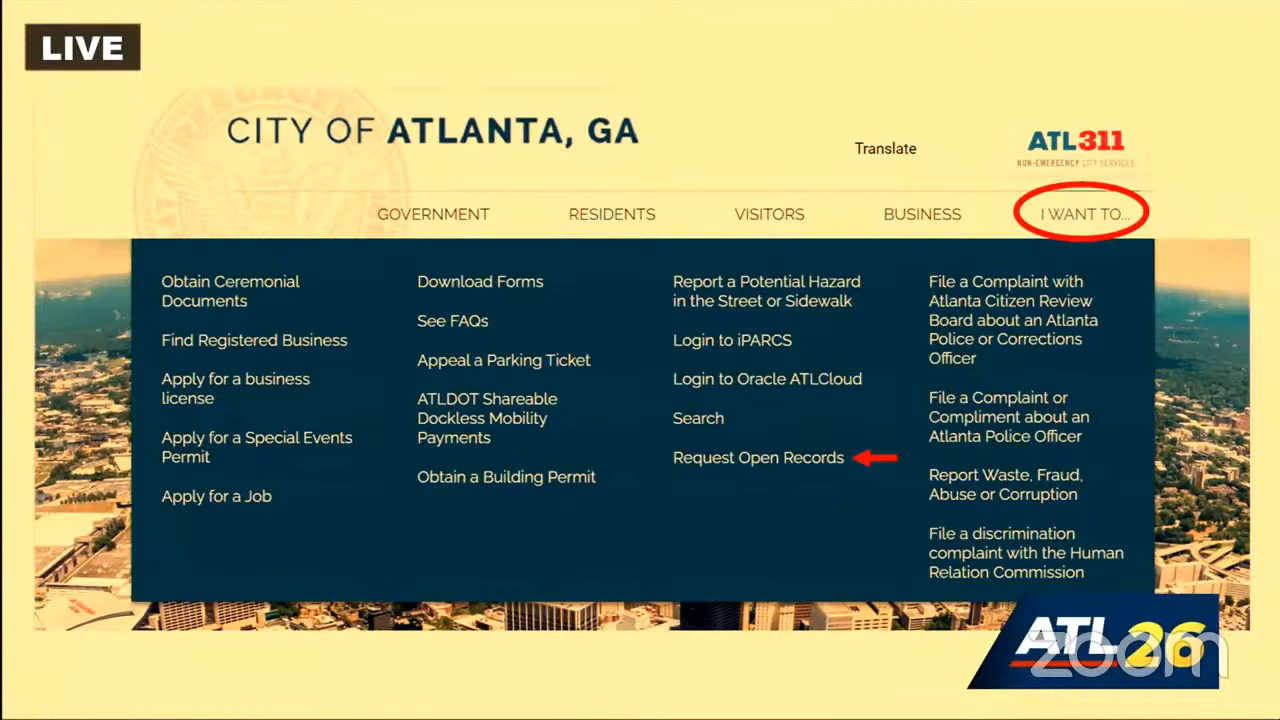 LIVE
CITY OF ATLANTA, GA
Translate
ATL311
NON-EMERGENCY CITY SERVICES
GOVERNMENT
RESIDENTS
VISITORS
BUSINESS
I WANT TO...
Obtain Ceremonial
Documents
Find Registered Business
Apply for a business
license
Apply for a Special Events
Permit
Apply for a Job
Download Forms
See FAQs
Appeal a Parking Ticket
ATLDOT Shareable
Dockless Mobility
Payments
Obtain a Building Permit
Report a Potential Hazard
in the Street or Sidewalk
Login to iPARCS
Login to Oracle ATLCloud
Search
Request Open Records
File a Complaint with
Atlanta Citizen Review
Board about an Atlanta
Police or Corrections
Officer
File a Complaint or
Compliment about an
Atlanta Police Officer
Report Waste, Fraud,
Abuse or Corruption
File a discrimination
complaint with the Human
Relation Commission
ATL 26
zoom